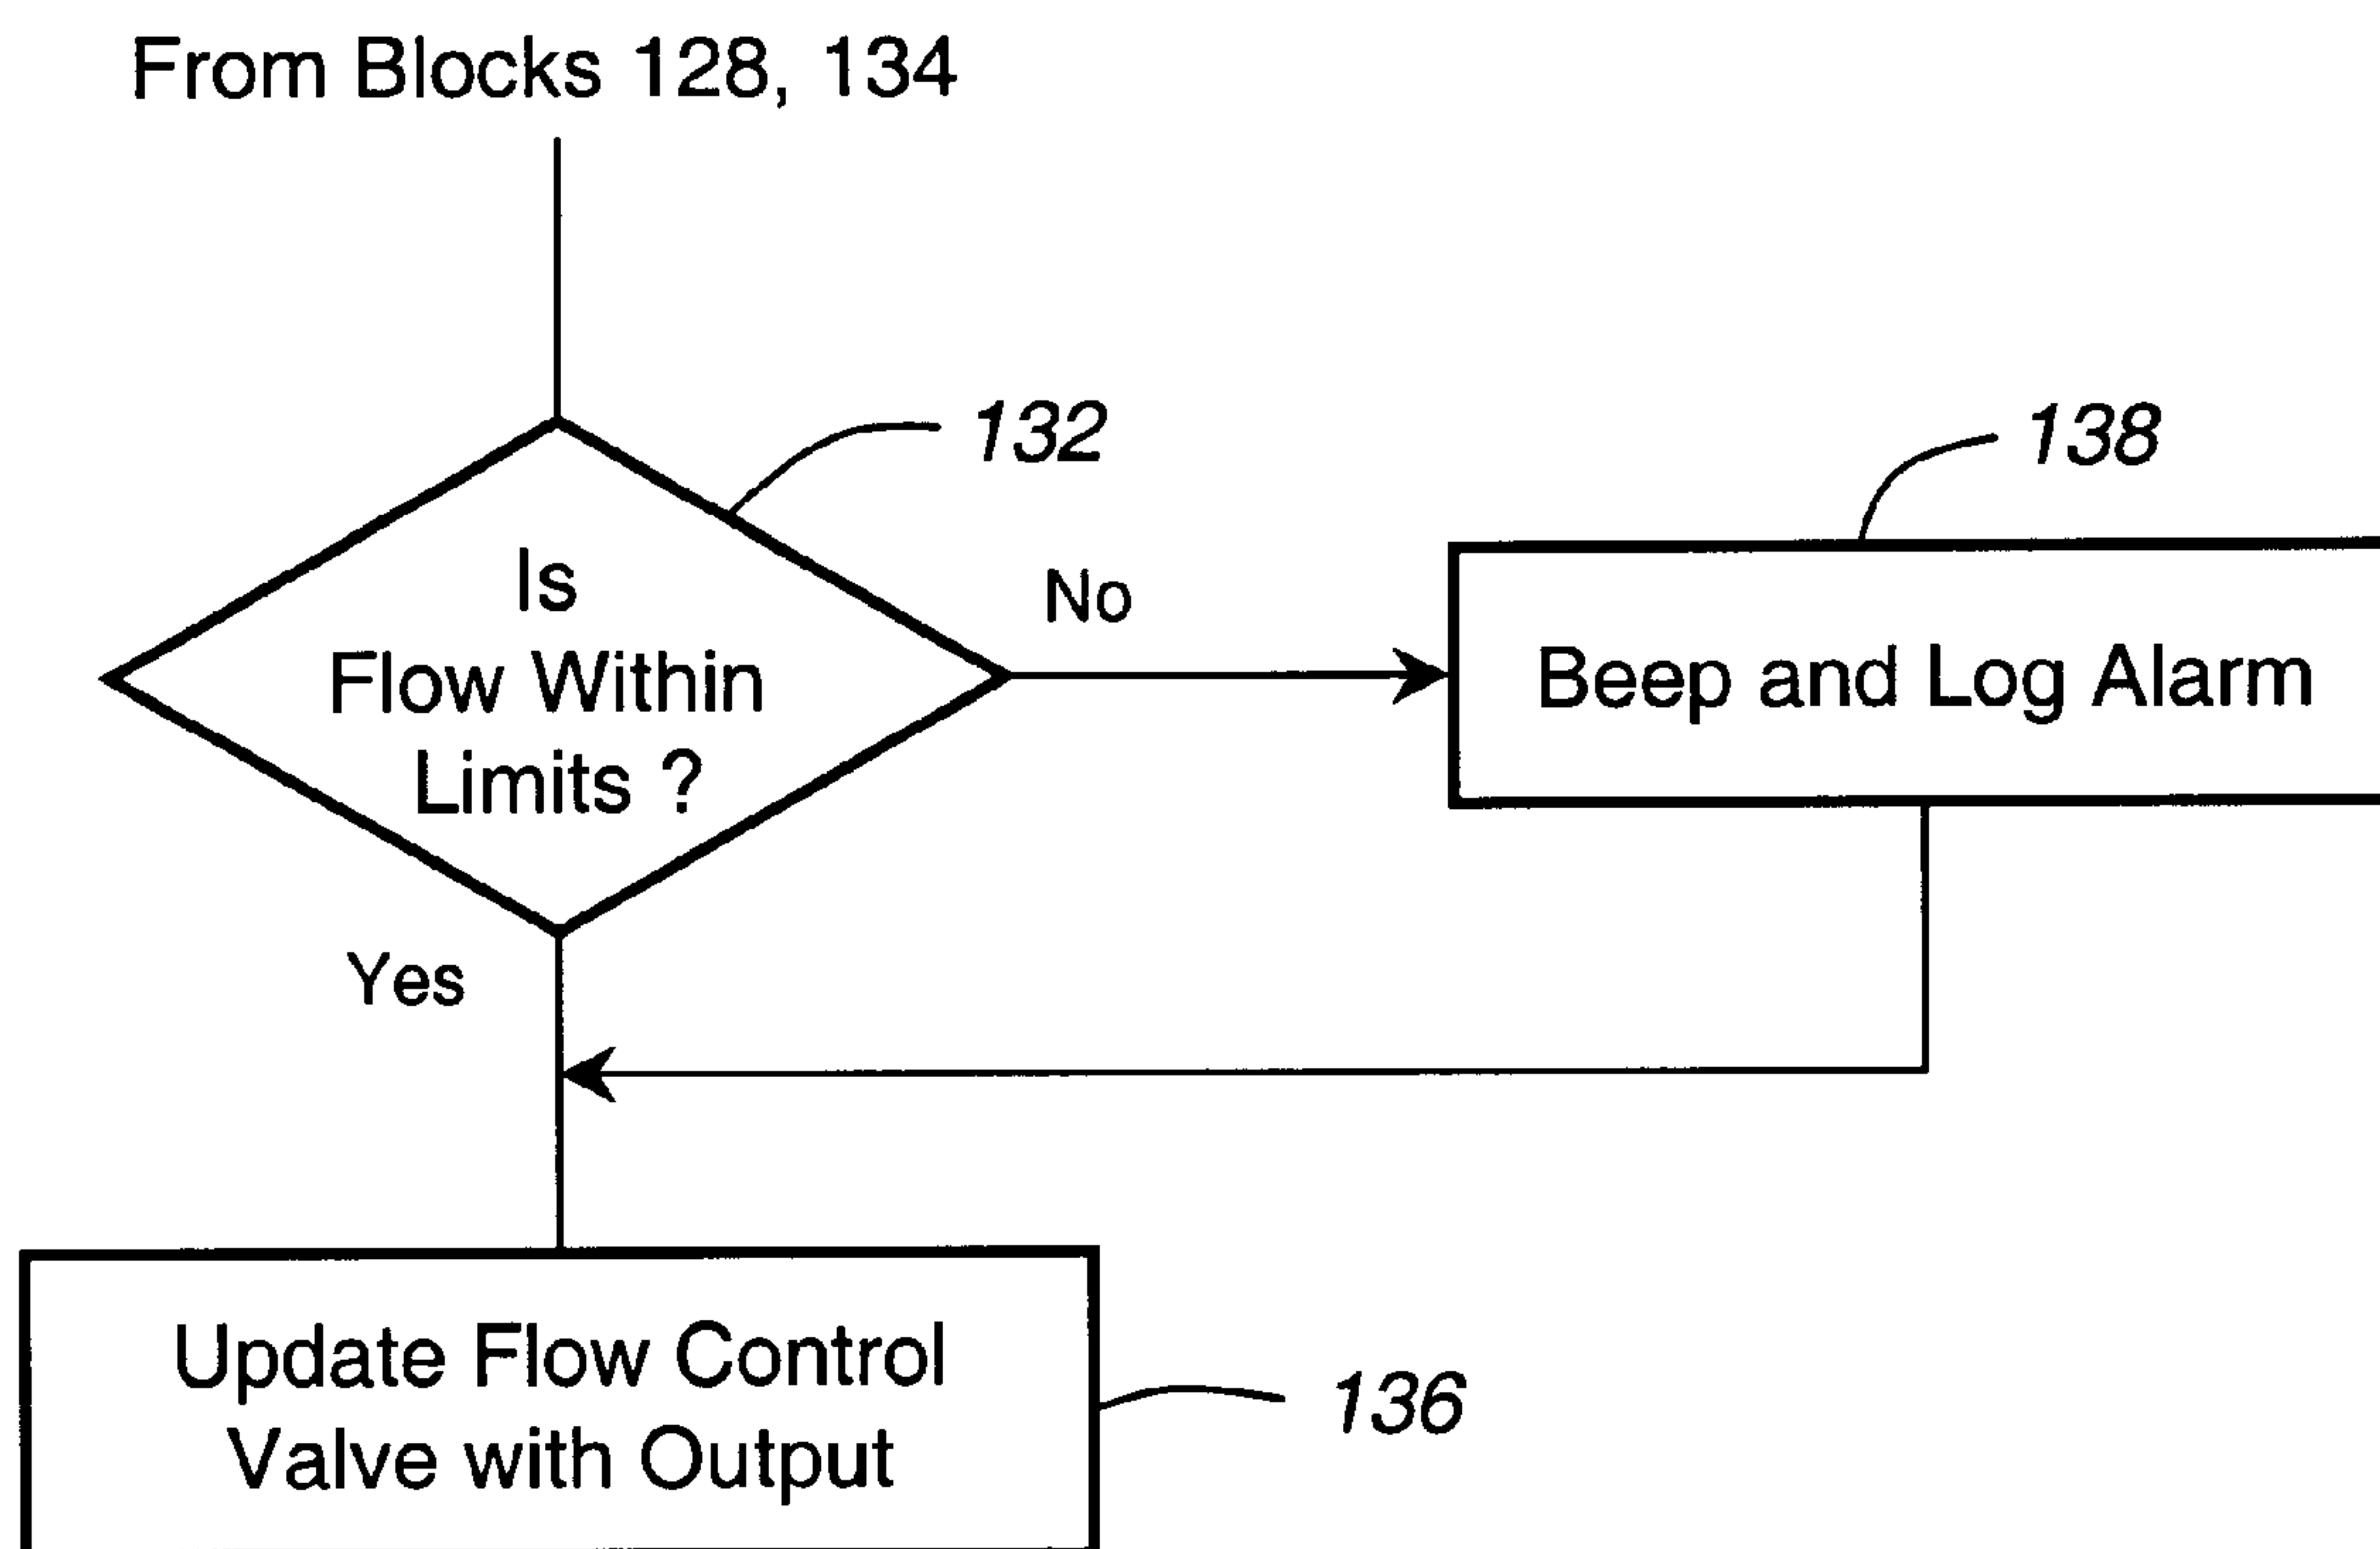 From Blocks 128, 134
132
138
Is
Flow Within
Limits ?
No
Beep and Log Alarm
Yes
Update Flow Control
Valve with Output
136